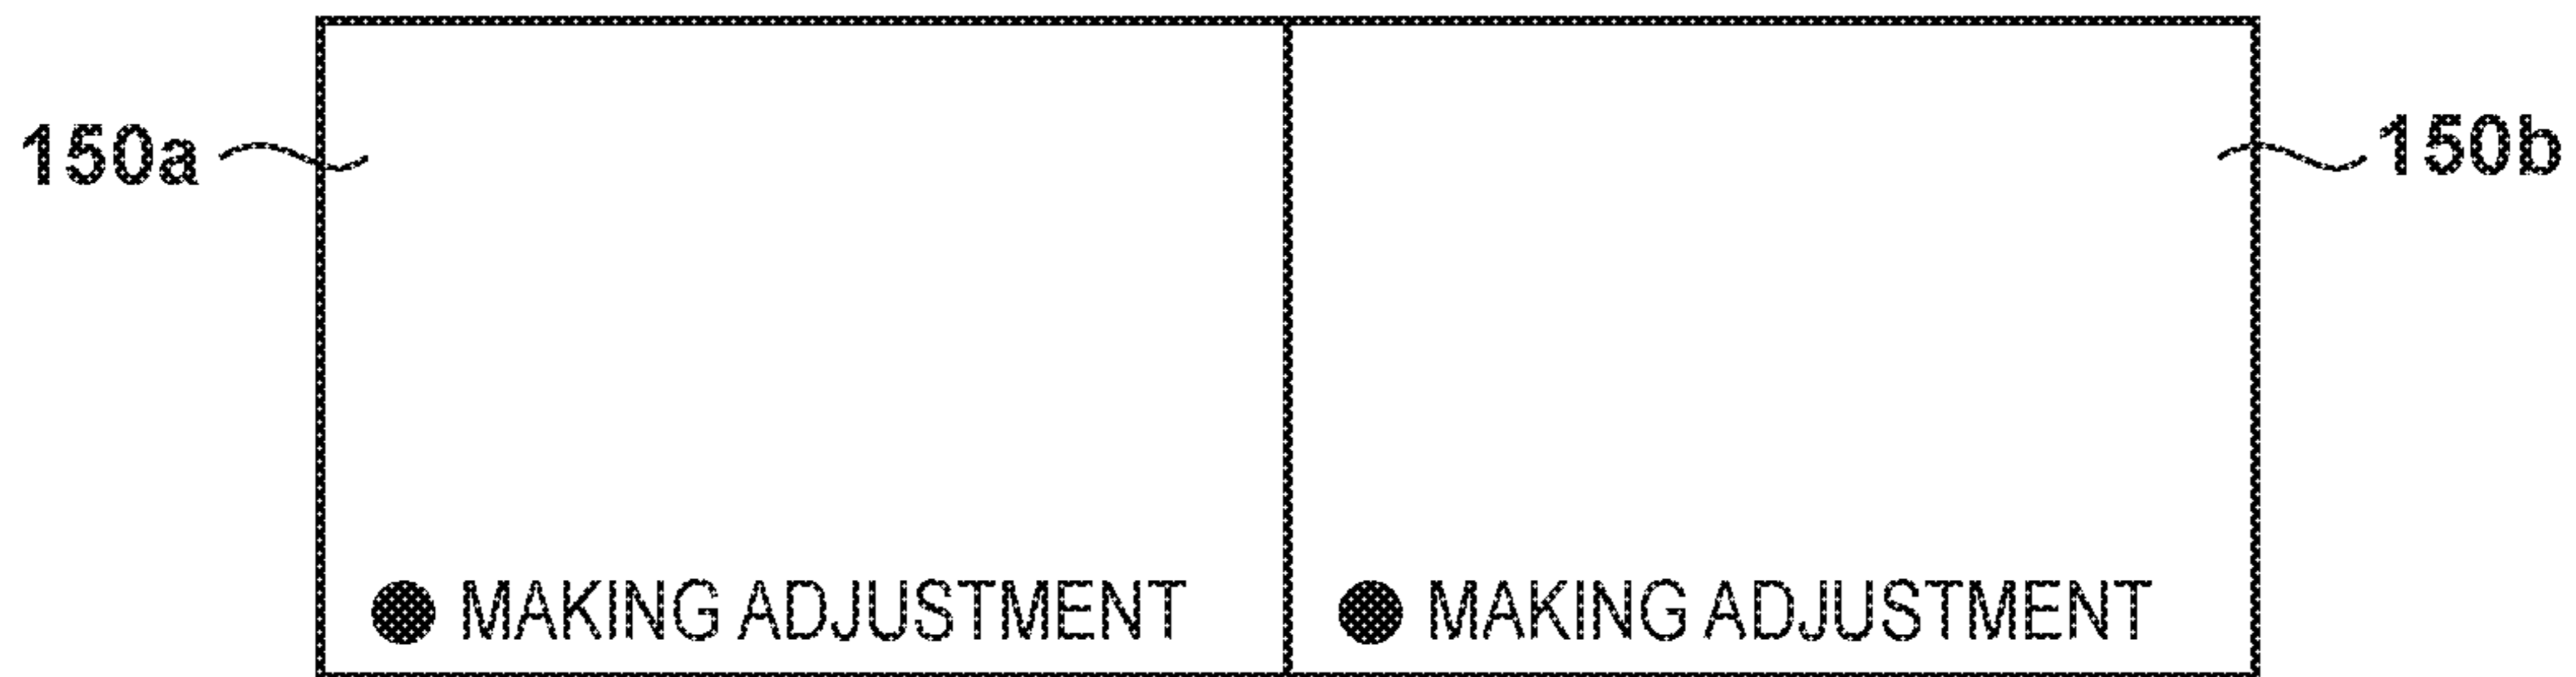 150a
150b
● MAKING ADJUSTMENT
● MAKING ADJUSTMENT